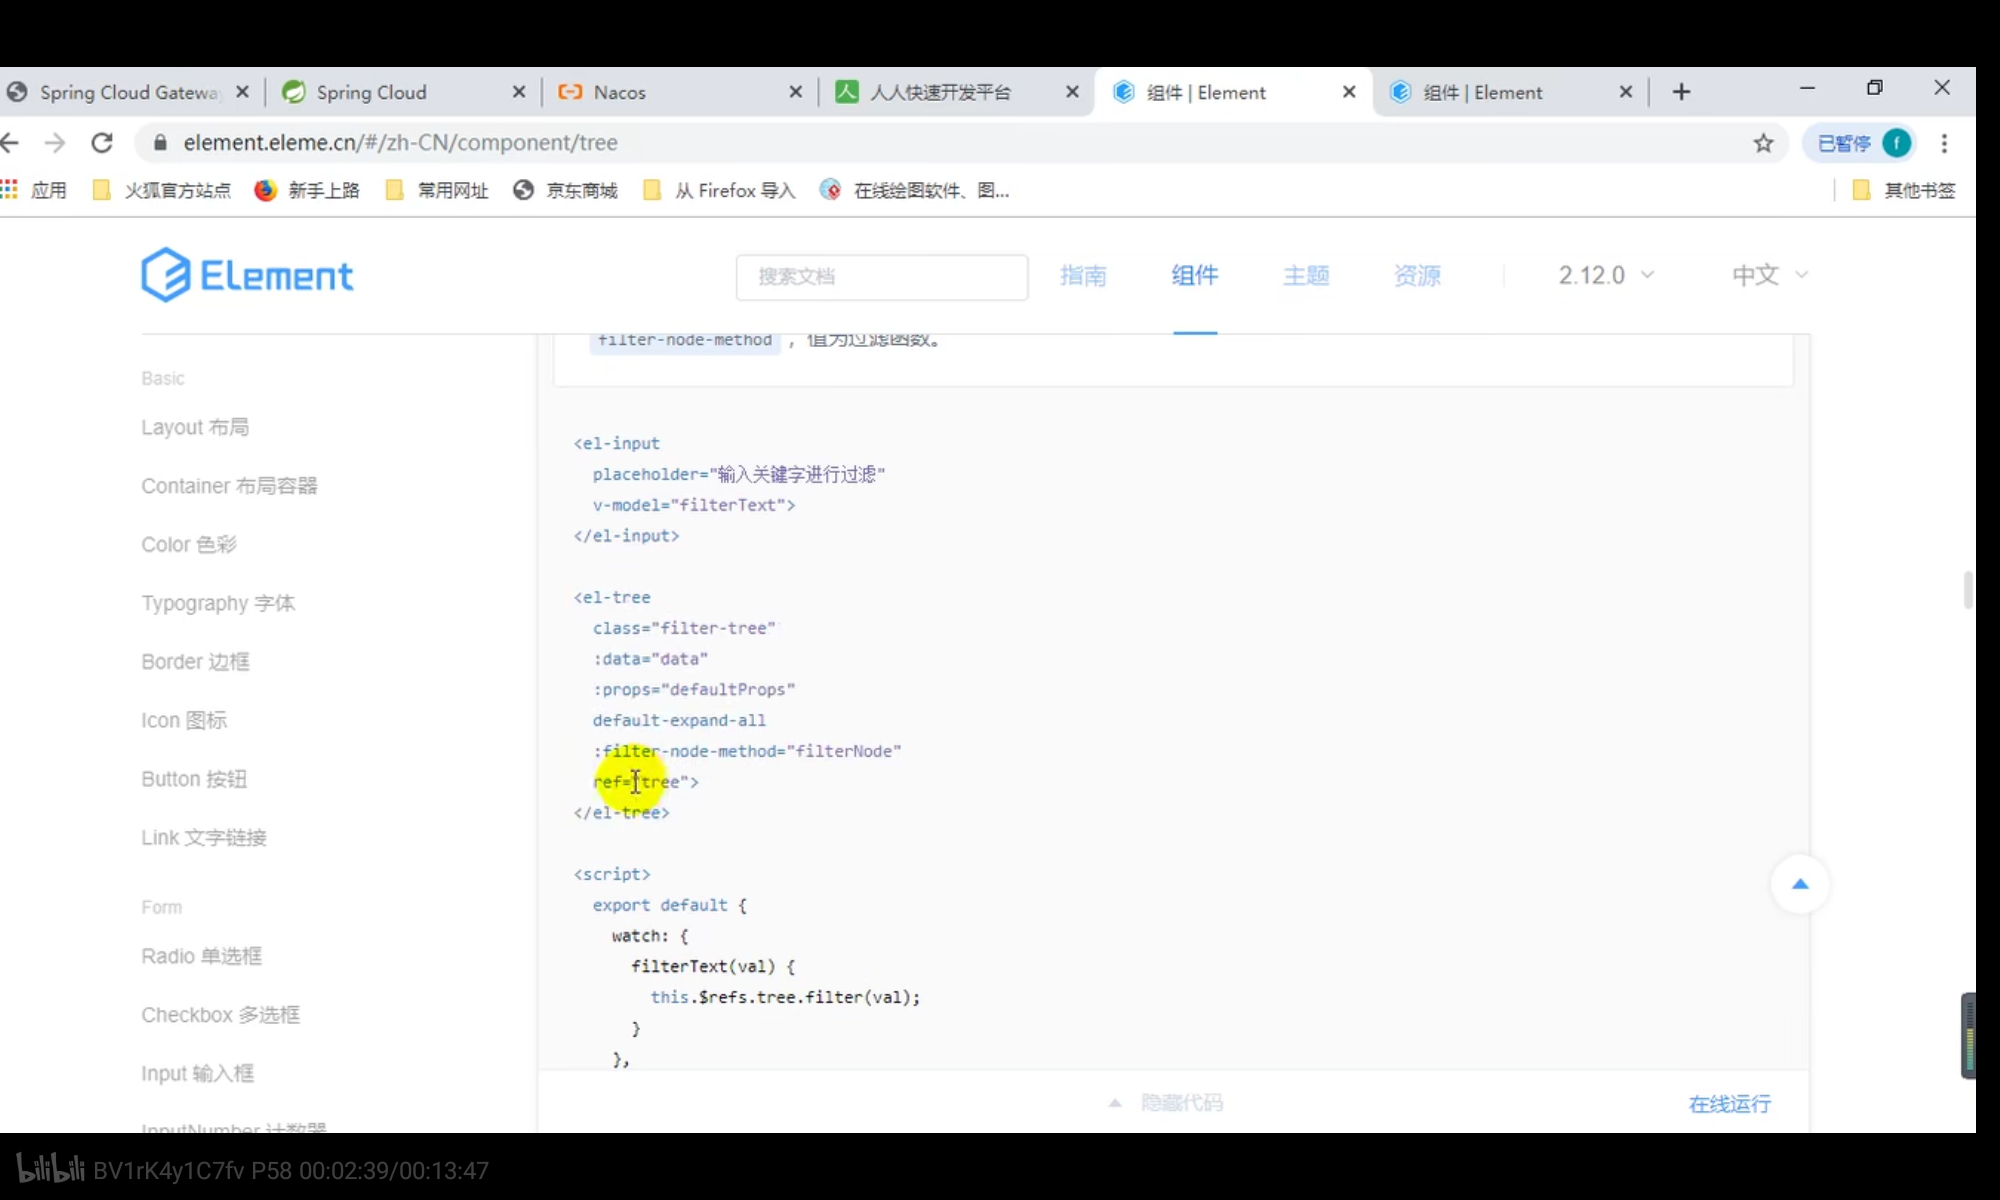 Spring Cloud Gatewa
Spring Cloud
Nacos
人人快速开发平台
组件 | Element
组件 | Element
element.eleme.cn/#/zh-CN/component/tree
已暂停
f
应用
火狐官方站点
新手上路
常用网址
京东商城
从 Firefox 导入
在线绘图软件、图...
其他书签
Element
搜索文档
指南
组件
主题
资源
2.12.0
中文
filter-node-method ，值为过滤函数。
Basic
Layout 布局
Container 布局容器
Color 色彩
Typography 字体
Border 边框
Icon 图标
Button 按钮
Link 文字链接
Form
Radio 单选框
Checkbox 多选框
Input 输入框
InputNumber 计数器
<el-input
placeholder="输入关键字进行过滤"
v-model="filterText">
</el-input>
<el-tree
class="filter-tree"
:data="data"
:props="defaultProps"
default-expand-all
:filter-node-method="filterNode"
ref="tree">
</el-tree>
<script>
export default {
watch: {
filterText(val) {
this.$refs.tree.filter(val);
}
},
隐藏代码
在线运行
bilibili BV1rK4y1C7fv P58 00:02:39/00:13:47